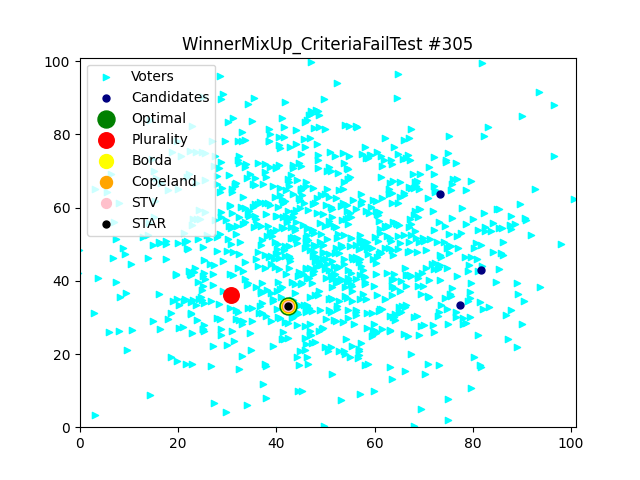 WinnerMixUp_CriteriaFailTest #305
100
80
60
40
20
0
Voters
Candidates
Optimal
Plurality
Borda
Copeland
STV
STAR
0 20 40 60 80 100